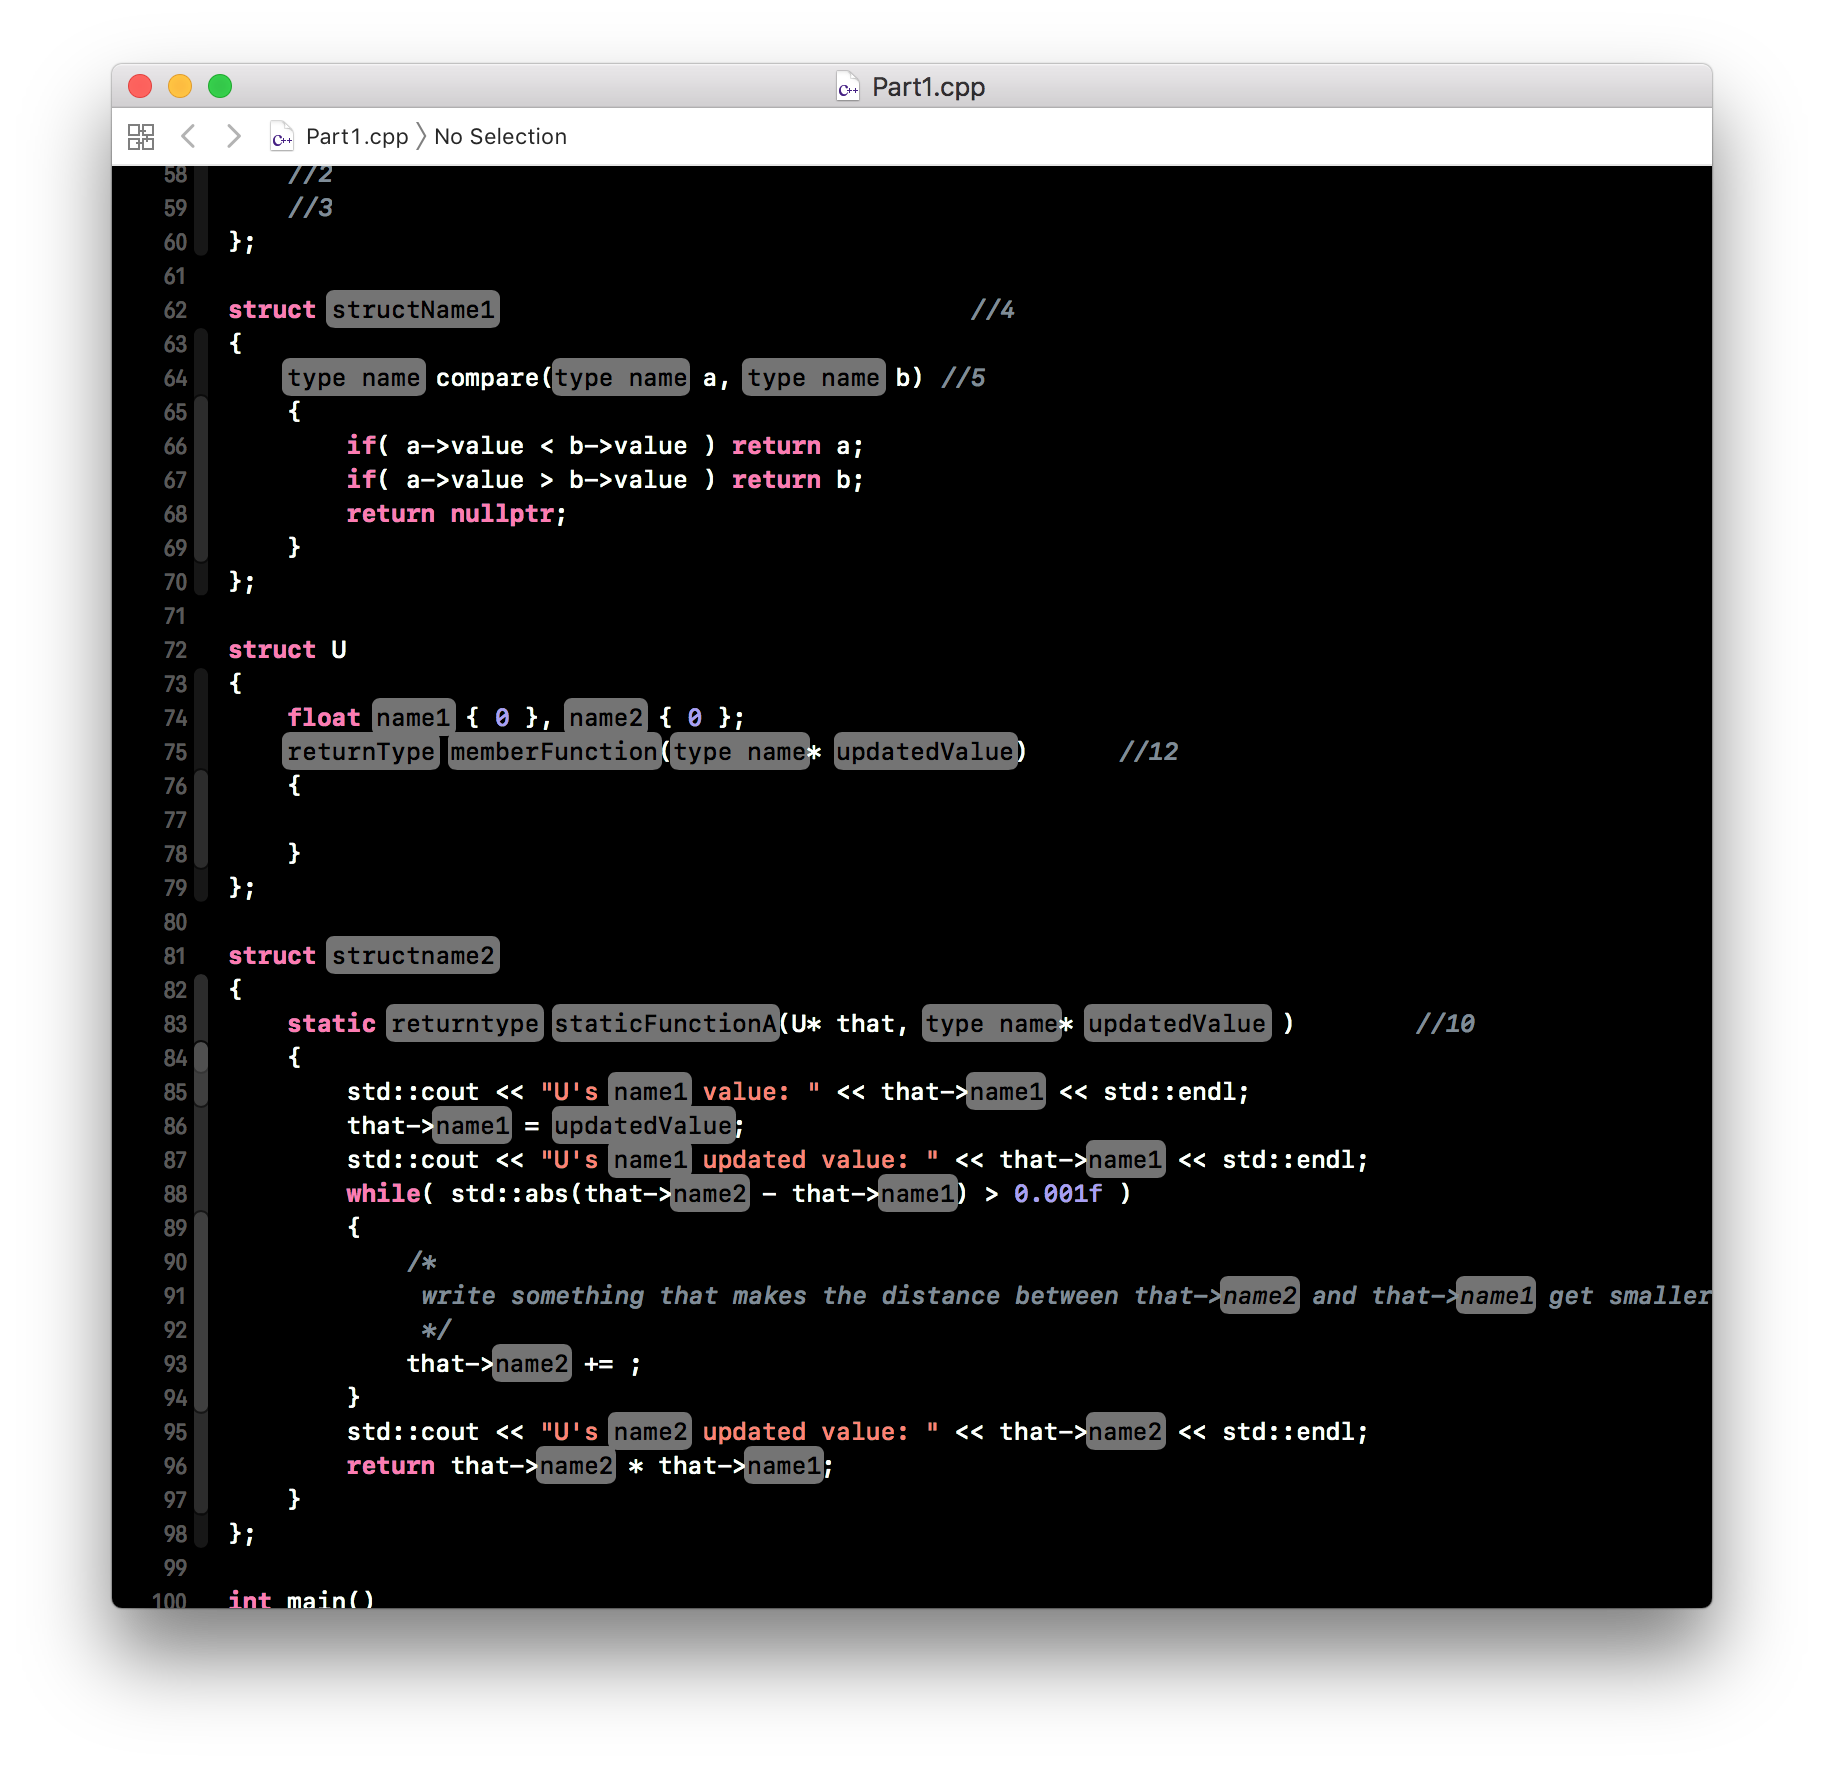 Part1.cpp
Part1.cpp No Selection
58 //2
59 //3
60 };
61
62 struct structName1 //4
63 {
64 type name compare(type name a, type name b) //5
65 {
66 if( a->value < b->value ) return a;
67 if( a->value > b->value ) return b;
68 return nullptr;
69 }
70 };
71
72 struct U
73 {
74 float name1 { 0 }, name2 { 0 };
75 returnType memberFunction(type name* updatedValue) //12
76 {
77
78 }
79 };
80
81 struct structname2
82 {
83 static returntype staticFunctionA(U* that, type name* updatedValue ) //10
84 {
85 std::cout << "U's name1 value: " << that->name1 << std::endl;
86 that->name1 = updatedValue;
87 std::cout << "U's name1 updated value: " << that->name1 << std::endl;
88 while( std::abs(that->name2 - that->name1) > 0.001f )
89 {
90 /*
91 write something that makes the distance between that->name2 and that->name1 get smaller
92 */
93 that->name2 += ;
94 }
95 std::cout << "U's name2 updated value: " << that->name2 << std::endl;
96 return that->name2 * that->name1;
97 }
98 };
99
100 int main()